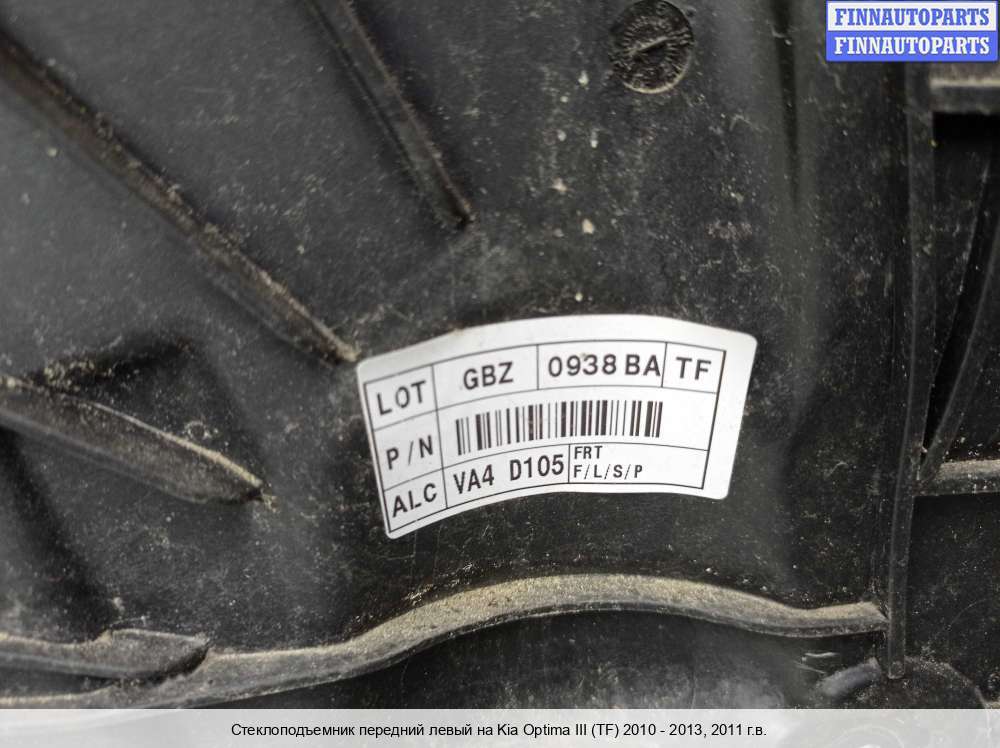 FINNAUTOPARTS
FINNAUTOPARTS
LOT GBZ 0938 BA TF
P/N
ALC VA4 D105 FRT
F/L/S/P
Стеклоподъемник передний левый на Kia Optima III (TF) 2010 - 2013, 2011 г.в.